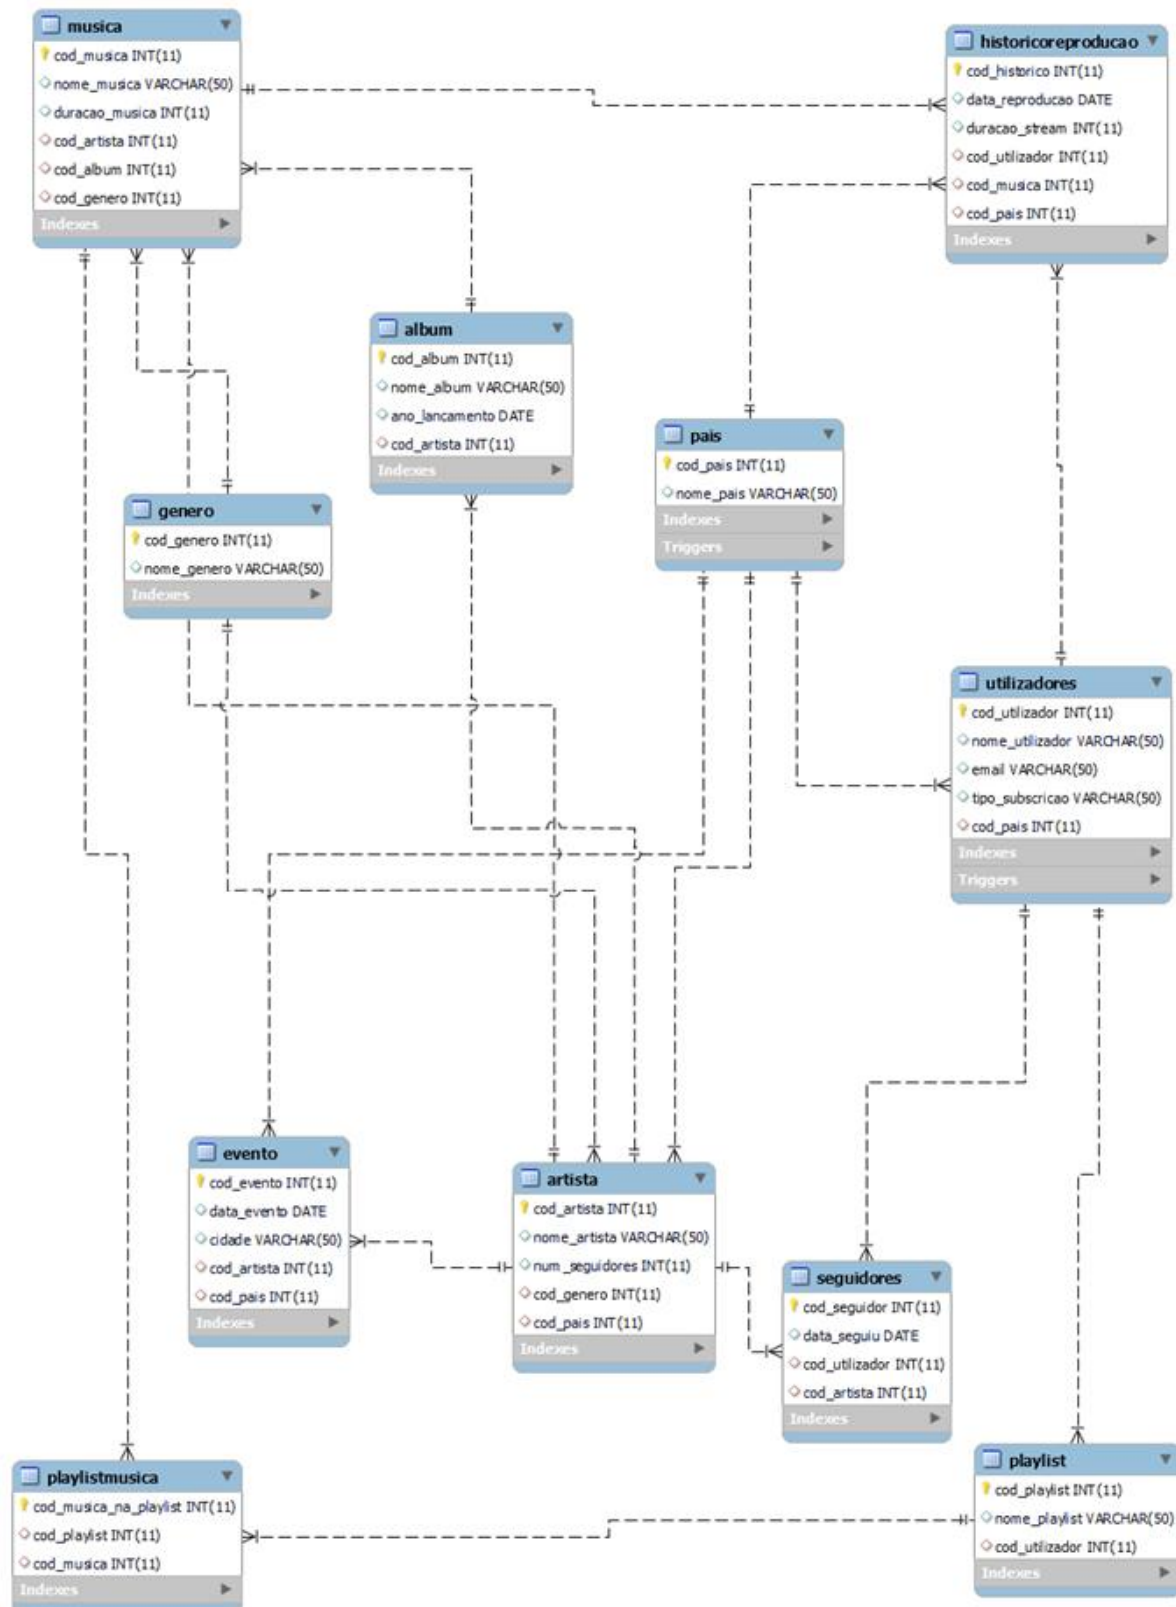 musica
cod_musica INT(11)
nome_musica VARCHAR(50)
duracao_musica INT(11)
cod_artista INT(11)
cod_album INT(11)
cod_genero INT(11)
Indexes
historicoreproducao
cod_historico INT(11)
data_reproducao DATE
duracao_stream INT(11)
cod_utilizador INT(11)
cod_musica INT(11)
cod_pais INT(11)
Indexes
album
cod_album INT(11)
nome_album VARCHAR(50)
ano_lancamento DATE
cod_artista INT(11)
Indexes
pais
cod_pais INT(11)
nome_pais VARCHAR(50)
Indexes
Triggers
genero
cod_genero INT(11)
nome_genero VARCHAR(50)
Indexes
utilizadores
cod_utilizador INT(11)
nome_utilizador VARCHAR(50)
email VARCHAR(50)
tipo_subscricao VARCHAR(50)
cod_pais INT(11)
Indexes
Triggers
evento
cod_evento INT(11)
data_evento DATE
cidade VARCHAR(50)
cod_artista INT(11)
cod_pais INT(11)
Indexes
artista
cod_artista INT(11)
nome_artista VARCHAR(50)
num_seguidores INT(11)
cod_genero INT(11)
cod_pais INT(11)
Indexes
seguidores
cod_seguidor INT(11)
data_seguiu DATE
cod_utilizador INT(11)
cod_artista INT(11)
Indexes
playlistmusica
cod_musica_na_playlist INT(11)
cod_playlist INT(11)
cod_musica INT(11)
Indexes
playlist
cod_playlist INT(11)
nome_playlist VARCHAR(50)
cod_utilizador INT(11)
Indexes